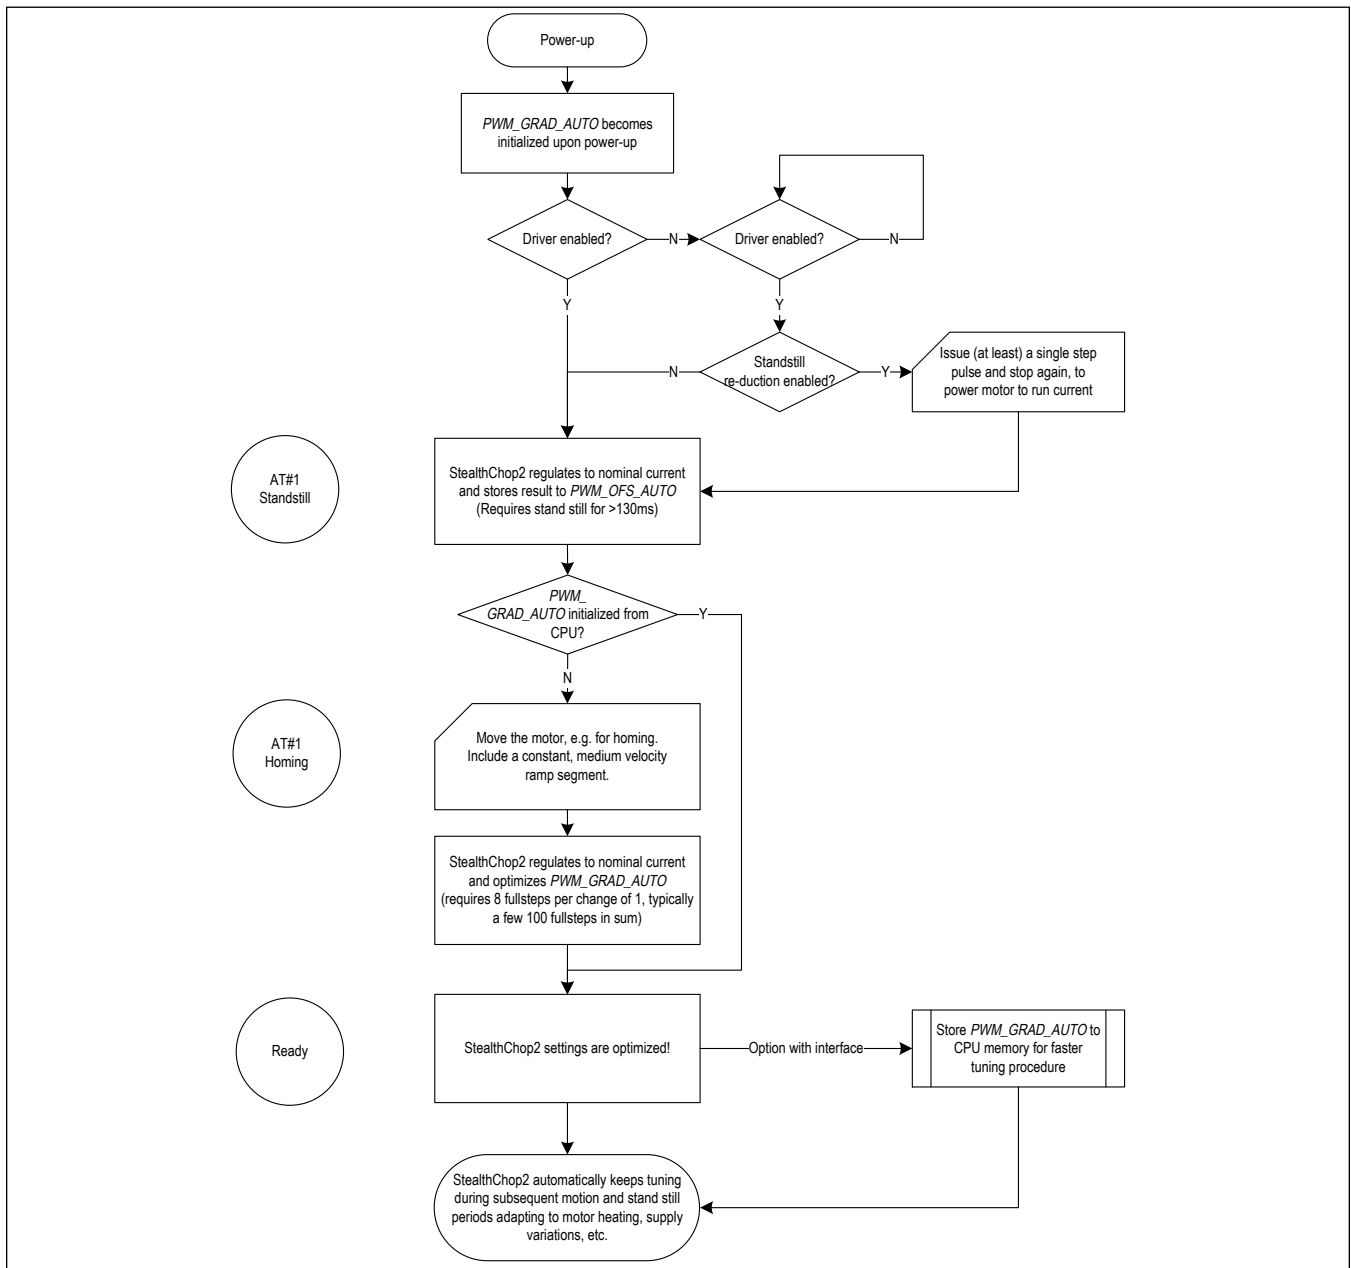 Power-up
PWM_GRAD_AUTO becomes
initialized upon power-up
Driver enabled?
N
Driver enabled?
N
Y
Y
Standstill
re-duction enabled?
N
Y
Issue (at least) a single step
pulse and stop again, to
power motor to run current
AT#1
Standstill
StealthChop2 regulates to nominal current
and stores result to PWM_OFS_AUTO
(Requires stand still for >130ms)
PWM_
GRAD_AUTO initialized from
CPU?
Y
N
AT#1
Homing
Move the motor, e.g. for homing.
Include a constant, medium velocity
ramp segment.
StealthChop2 regulates to nominal current
and optimizes PWM_GRAD_AUTO
(requires 8 fullsteps per change of 1, typically
a few 100 fullsteps in sum)
Ready
StealthChop2 settings are optimized!
Option with interface
Store PWM_GRAD_AUTO to
CPU memory for faster
tuning procedure
StealthChop2 automatically keeps tuning
during subsequent motion and stand still
periods adapting to motor heating, supply
variations, etc.